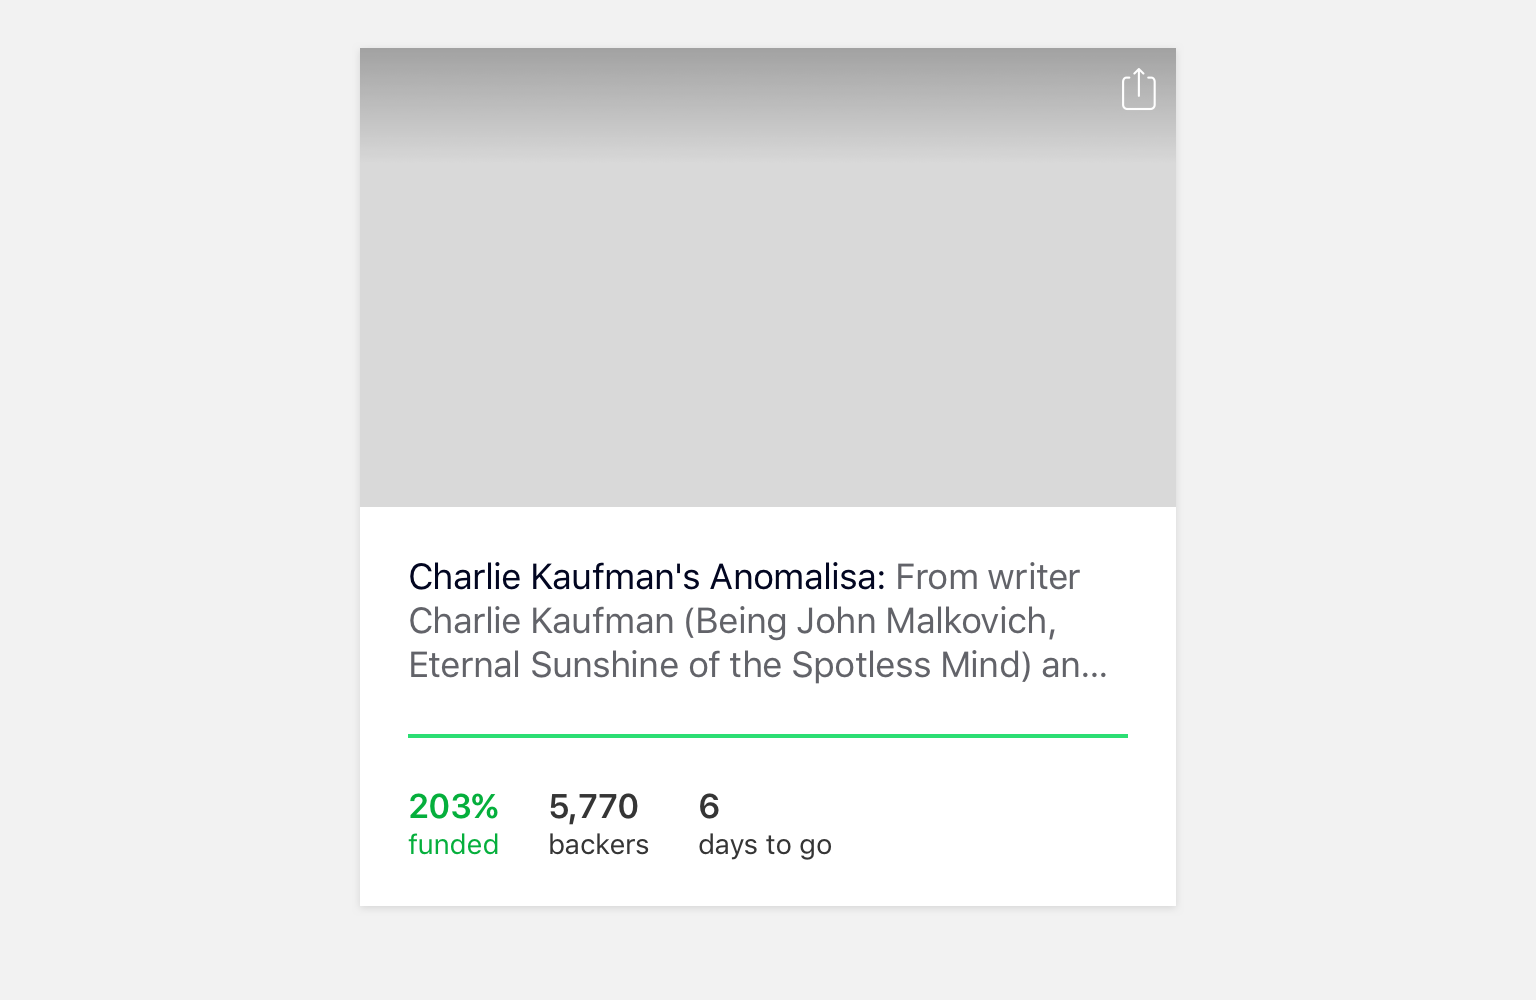 Charlie Kaufman's Anomalisa: From writer
Charlie Kaufman (Being John Malkovich,
Eternal Sunshine of the Spotless Mind) an...
203% 5,770 6
funded backers days to go